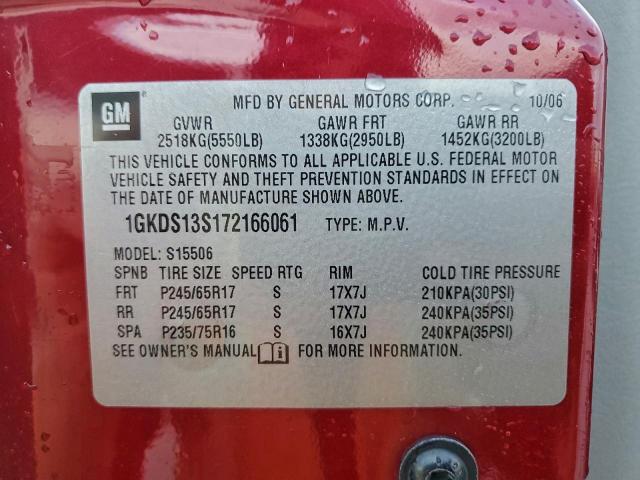 GM
MFD BY GENERAL MOTORS CORP. 10/06
GVWR GAWR FRT GAWR RR
2518KG(5550LB) 1338KG(2950LB) 1452KG(3200LB)
THIS VEHICLE CONFORMS TO ALL APPLICABLE U.S. FEDERAL MOTOR
VEHICLE SAFETY AND THEFT PREVENTION STANDARDS IN EFFECT ON
THE DATE OF MANUFACTURE SHOWN ABOVE.
1GKDS13S172166061 TYPE: M.P.V.
MODEL: S15506
SPNB TIRE SIZE SPEED RTG RIM COLD TIRE PRESSURE
FRT P245/65R17 S 17X7J 210KPA(30PSI)
RR P245/65R17 S 17X7J 240KPA(35PSI)
SPA P235/75R16 S 16X7J 240KPA(35PSI)
SEE OWNER'S MANUAL FOR MORE INFORMATION.